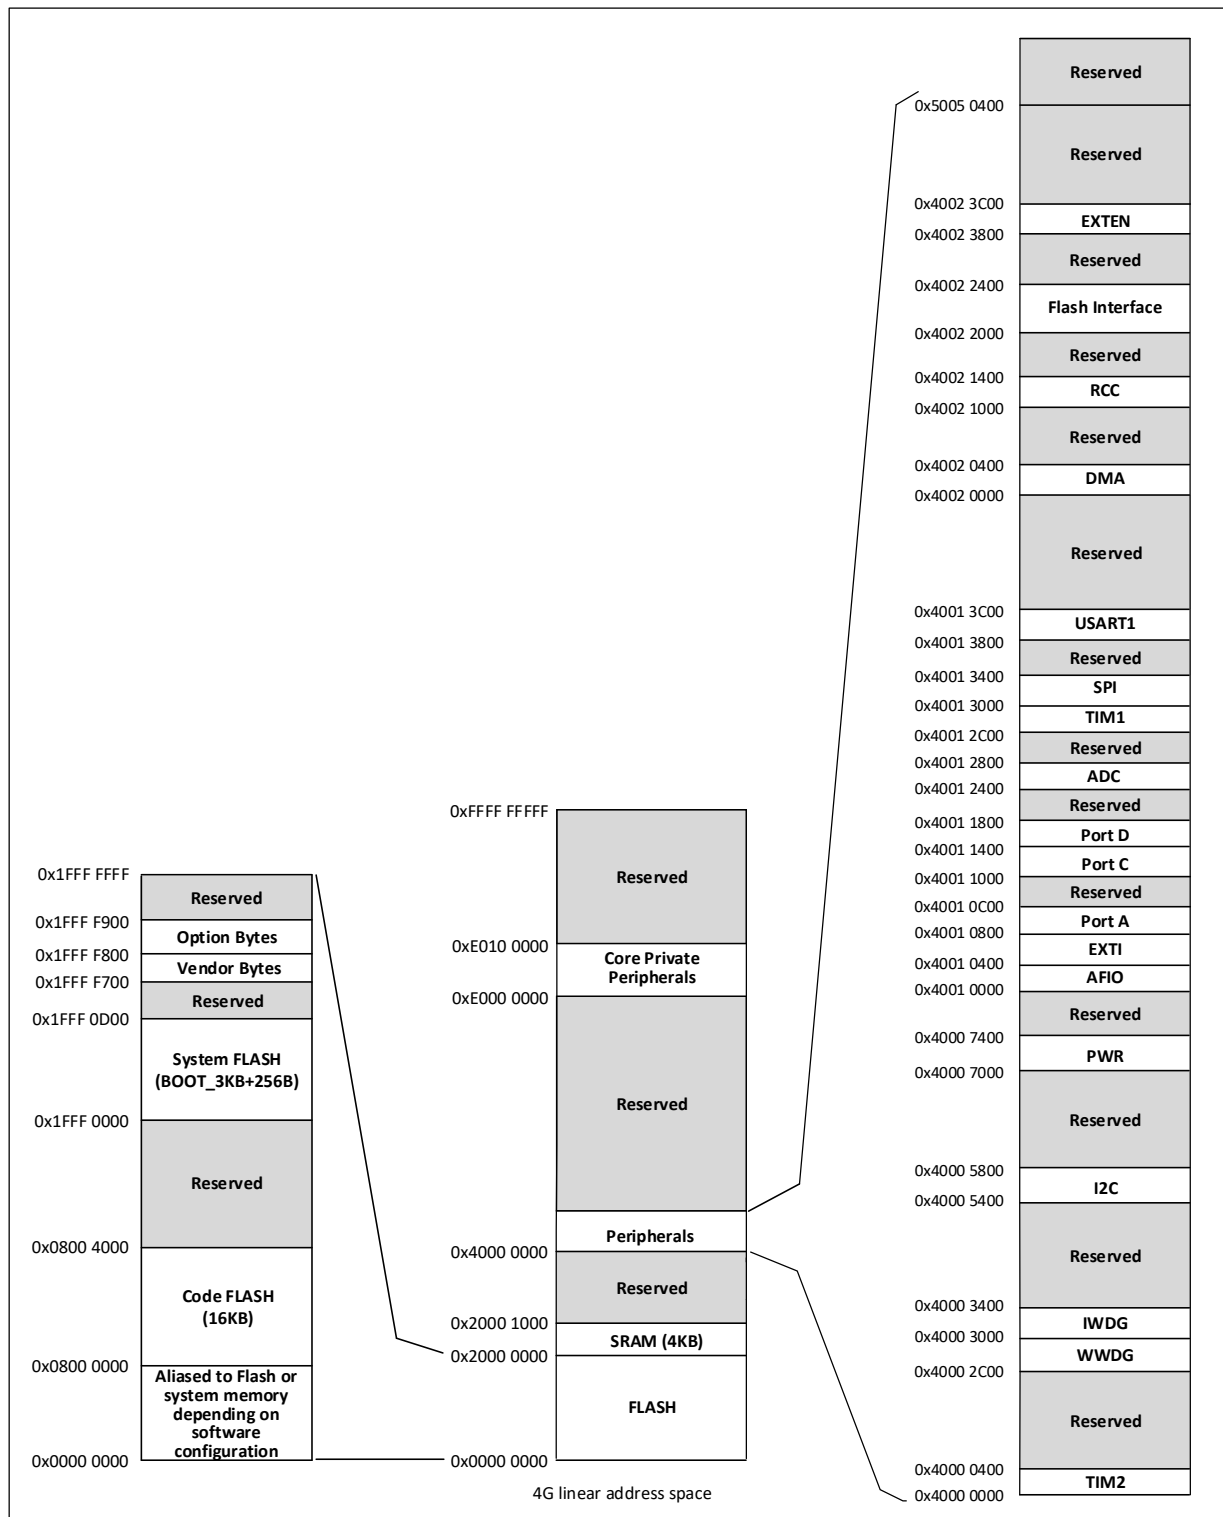 0x1FFF FFFF
Reserved
0x1FFF F900
Option Bytes
0x1FFF F800
Vendor Bytes
0x1FFF F700
Reserved
0x1FFF 0D00
System FLASH
(BOOT_3KB+256B)
0x1FFF 0000
Reserved
0x0800 4000
Code FLASH
(16KB)
0x0800 0000
Aliased to Flash or
system memory
depending on
software
configuration
0x0000 0000
0xFFFF FFFFF
Reserved
0xE010 0000
Core Private
Peripherals
0xE000 0000
Reserved
Peripherals
0x4000 0000
Reserved
0x2000 1000
SRAM (4KB)
0x2000 0000
FLASH
0x0000 0000
4G linear address space
Reserved
0x5005 0400
Reserved
0x4002 3C00
EXTEN
0x4002 3800
Reserved
0x4002 2400
Flash Interface
0x4002 2000
Reserved
0x4002 1400
RCC
0x4002 1000
Reserved
0x4002 0400
DMA
0x4002 0000
Reserved
0x4001 3C00
USART1
0x4001 3800
Reserved
0x4001 3400
SPI
0x4001 3000
TIM1
0x4001 2C00
Reserved
0x4001 2800
ADC
0x4001 2400
Reserved
0x4001 1800
Port D
0x4001 1400
Port C
0x4001 1000
Reserved
0x4001 0C00
Port A
0x4001 0800
EXTI
0x4001 0400
AFIO
0x4001 0000
Reserved
0x4000 7400
PWR
0x4000 7000
Reserved
0x4000 5800
I2C
0x4000 5400
Reserved
0x4000 3400
IWDG
0x4000 3000
WWDG
0x4000 2C00
Reserved
0x4000 0400
TIM2
0x4000 0000